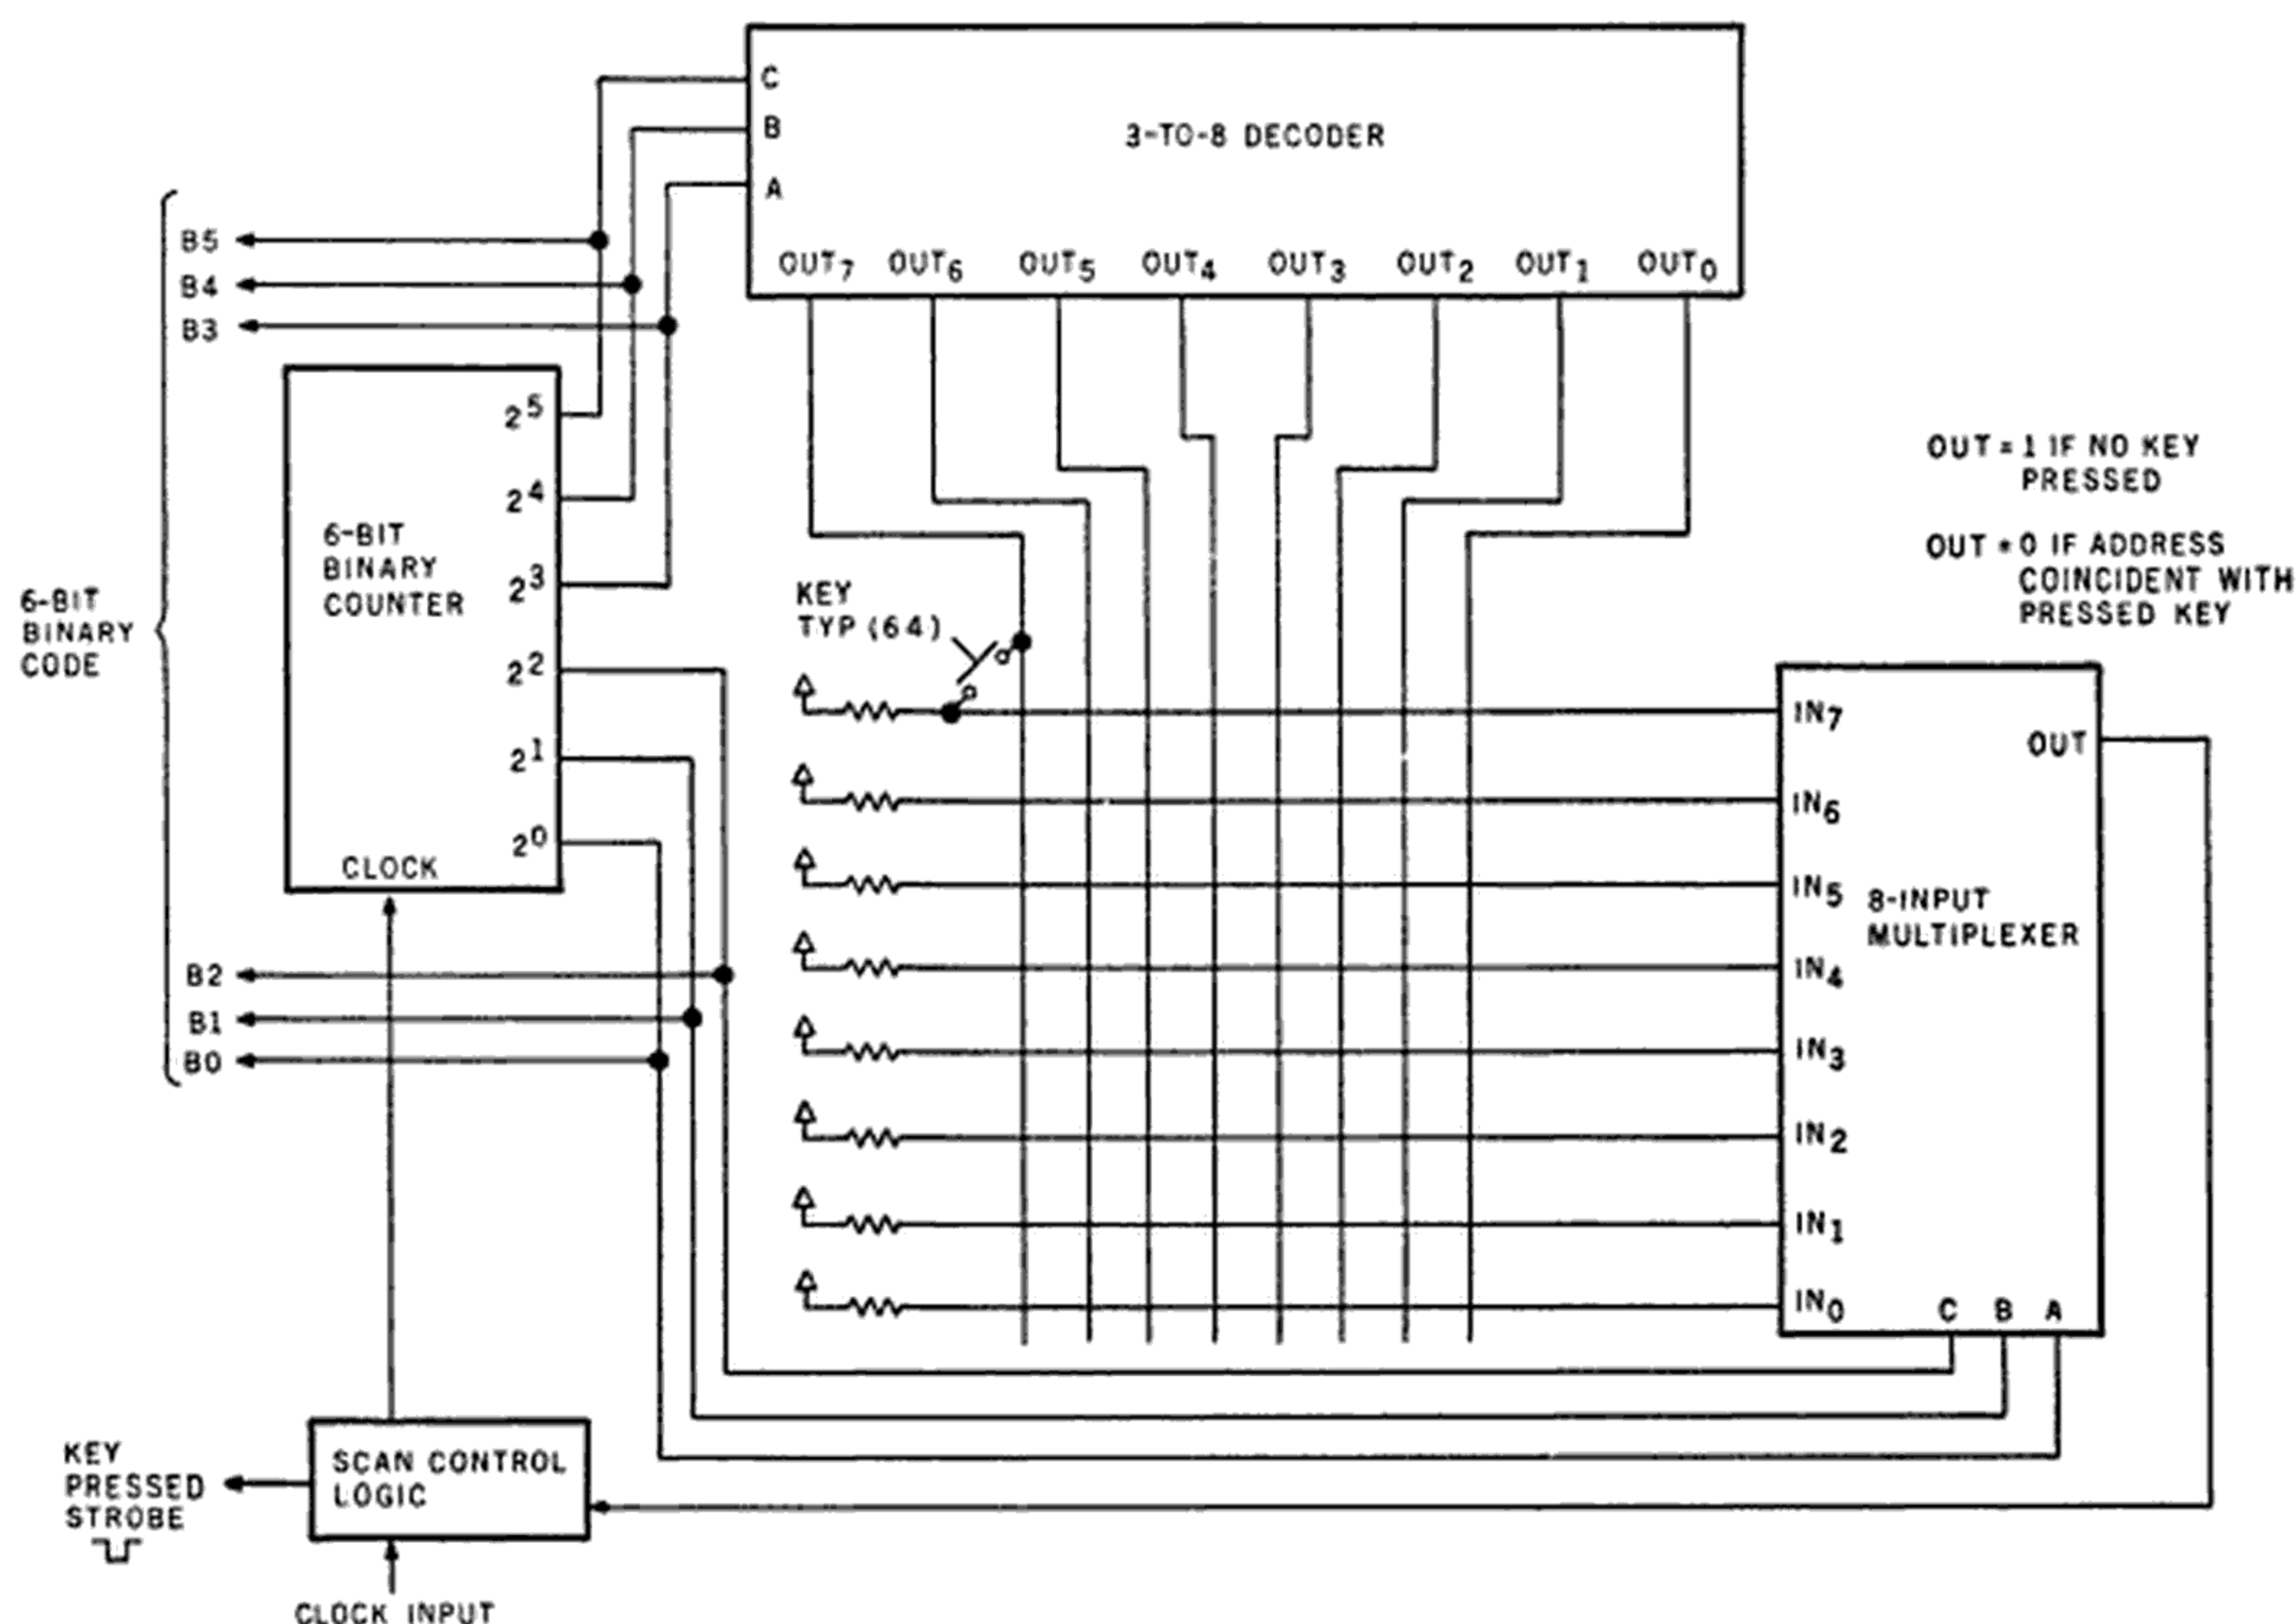 C
B
A
3-TO-8 DECODER
OUT7 OUT6 OUT5 OUT4 OUT3 OUT2 OUT1 OUT0
B5
B4
B3
6-BIT
BINARY
CODE
2^5
2^4
2^3
2^2
2^1
2^0
6-BIT
BINARY
COUNTER
CLOCK
B2
B1
B0
KEY
TYP (64)
OUT = 1 IF NO KEY
PRESSED
OUT = 0 IF ADDRESS
COINCIDENT WITH
PRESSED KEY
IN7
IN6
IN5
IN4
IN3
IN2
IN1
IN0
OUT
8-INPUT
MULTIPLEXER
C B A
KEY
PRESSED
STROBE
SCAN CONTROL
LOGIC
CLOCK INPUT